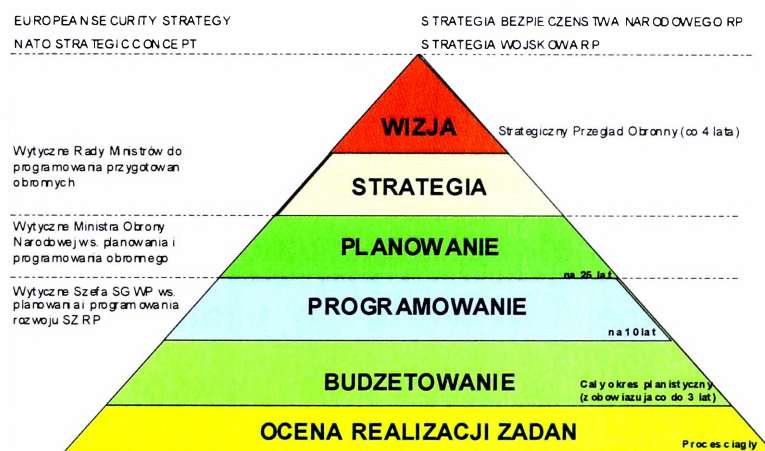 EUROPEAN SECURITY STRATEGY
NATO STRATEGIC CONCEPT
STRATEGIA BEZPIECZENSTWA NARODOWEGO RP
STRATEGIA WOJSKOWA RP
WIZJA
Strategiczny Przeglad Obronny (co 4 lata)
Wytyczne Rady Mnistrów do
programowania przygotowan
obronnych
STRATEGIA
Wytyczne Ministra Obrony
Narodowej ws. planowania i
programowania obronnego
PLANOWANIE
na 25 lat
Wytyczne Szefa SG WP ws.
planowania i programowania
rozwoju SZ RP
PROGRAMOWANIE
na 10 lat
BUDZETOWANIE
Caly okres planistyczny
(zobowiazujaco do 3 lat)
OCENA REALIZACJI ZADAN
Proces ciagly